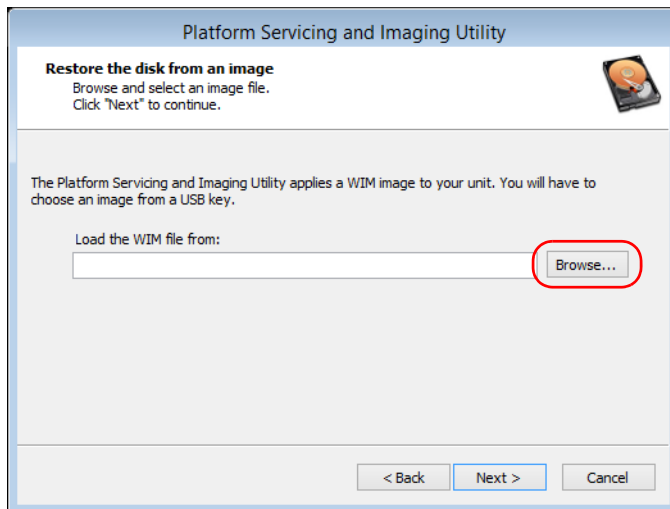 Platform Servicing and Imaging Utility
Restore the disk from an image
Browse and select an image file.
Click "Next" to continue.
The Platform Servicing and Imaging Utility applies a WIM image to your unit. You will have to
choose an image from a USB key.
Load the WIM file from:
Browse...
< Back Next > Cancel